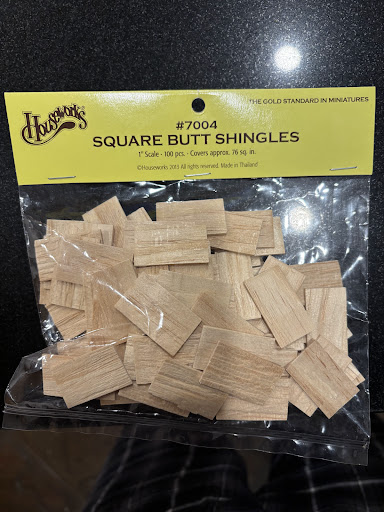 Houseworks
THE GOLD STANDARD IN MINIATURES
#7004
SQUARE BUTT SHINGLES
1" Scale - 100 pcs. - Covers approx. 76 sq. in.
©Houseworks 2013 All rights reserved. Made in Thailand